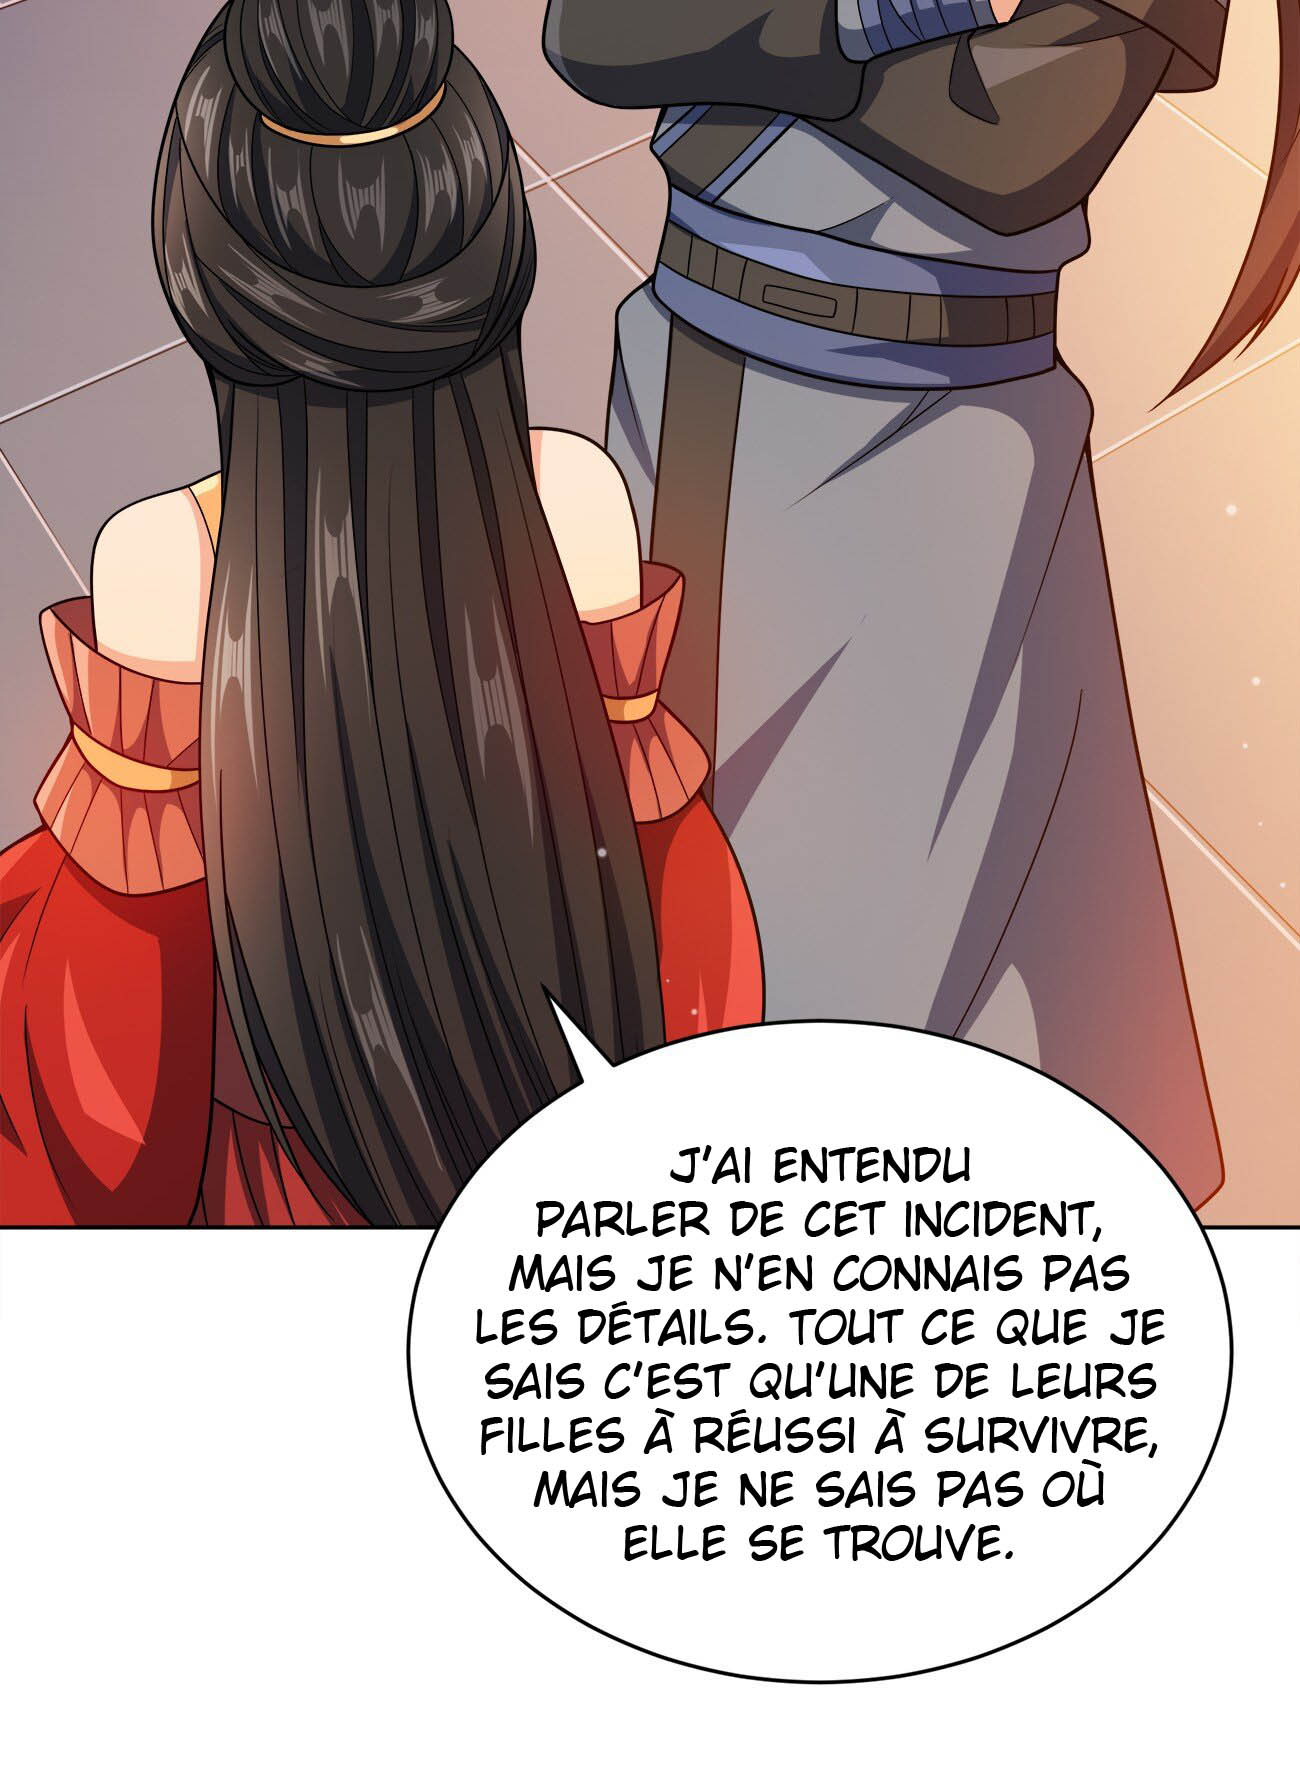 J'AI ENTENDU
PARLER DE CET INCIDENT,
MAIS JE N'EN CONNAIS PAS
LES DÉTAILS. TOUT CE QUE JE
SAIS C'EST QU'UNE DE LEURS
FILLES À RÉUSSI À SURVIVRE,
MAIS JE NE SAIS PAS OÙ
ELLE SE TROUVE.